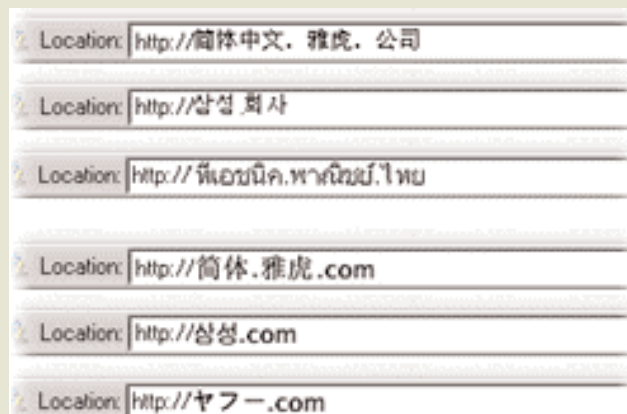 Location: http://简体中文. 雅虎. 公司
Location: http://삼성 회사
Location: http://ทีเอชนิค.พาณิชย์.ไทย
Location: http://简体.雅虎.com
Location: http://삼성.com
Location: http://ヤフー.com